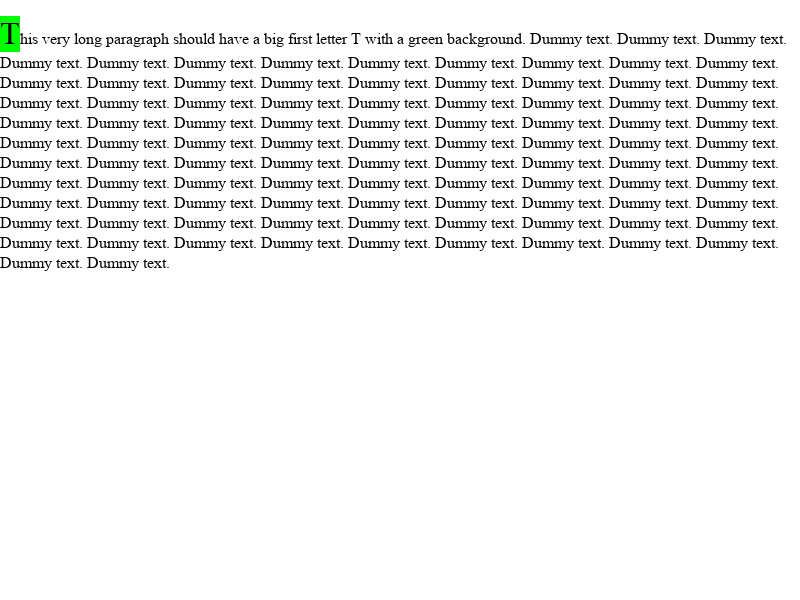 This very long paragraph should have a big first letter T with a green background. Dummy text. Dummy text. Dummy text.
Dummy text. Dummy text. Dummy text. Dummy text. Dummy text. Dummy text. Dummy text. Dummy text. Dummy text.
Dummy text. Dummy text. Dummy text. Dummy text. Dummy text. Dummy text. Dummy text. Dummy text. Dummy text.
Dummy text. Dummy text. Dummy text. Dummy text. Dummy text. Dummy text. Dummy text. Dummy text. Dummy text.
Dummy text. Dummy text. Dummy text. Dummy text. Dummy text. Dummy text. Dummy text. Dummy text. Dummy text.
Dummy text. Dummy text. Dummy text. Dummy text. Dummy text. Dummy text. Dummy text. Dummy text. Dummy text.
Dummy text. Dummy text. Dummy text. Dummy text. Dummy text. Dummy text. Dummy text. Dummy text. Dummy text.
Dummy text. Dummy text. Dummy text. Dummy text. Dummy text. Dummy text. Dummy text. Dummy text. Dummy text.
Dummy text. Dummy text. Dummy text. Dummy text. Dummy text. Dummy text. Dummy text. Dummy text. Dummy text.
Dummy text. Dummy text. Dummy text. Dummy text. Dummy text. Dummy text. Dummy text. Dummy text. Dummy text.
Dummy text. Dummy text. Dummy text. Dummy text. Dummy text. Dummy text. Dummy text. Dummy text. Dummy text.
Dummy text. Dummy text.